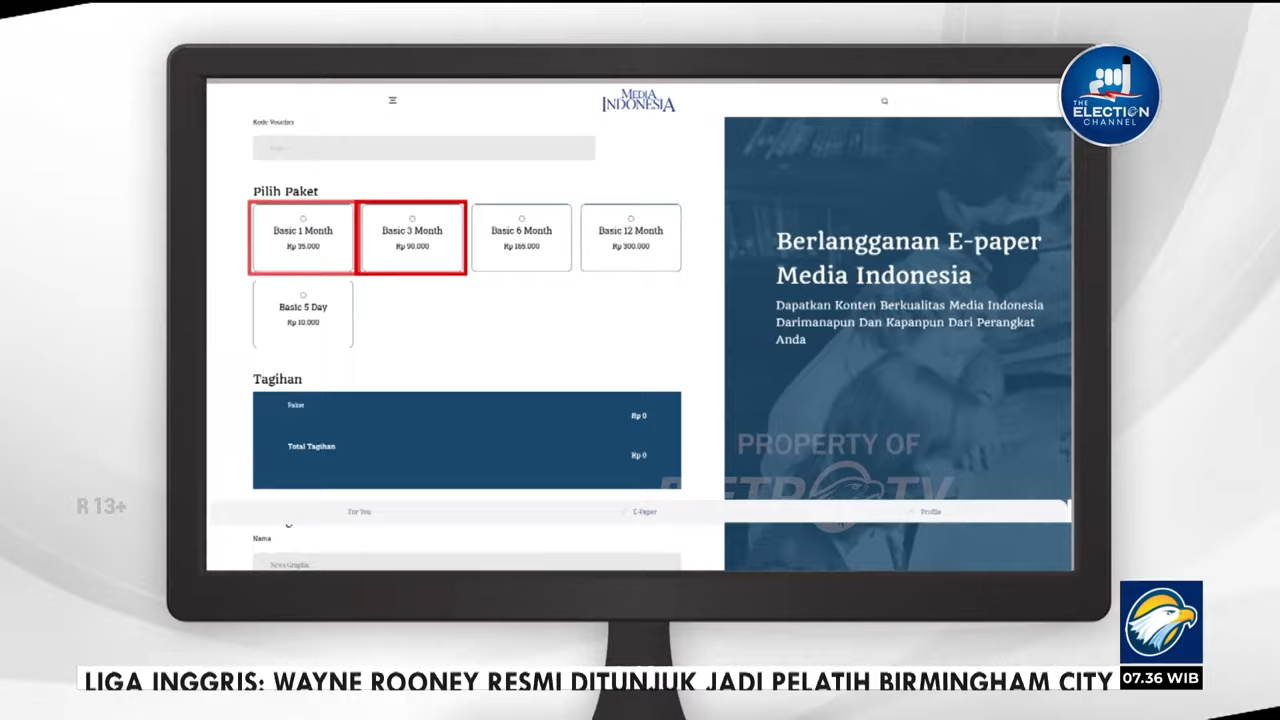 MEDIA
INDONESIA
THE
ELECTION
CHANNEL
Kode Voucher
Pilih Paket
Basic 1 Month
Rp 35.000
Basic 3 Month
Rp 90.000
Basic 6 Month
Rp 165.000
Basic 12 Month
Rp 300.000
Basic 5 Day
Rp 10.000
Berlangganan E-paper
Media Indonesia
Dapatkan Konten Berkualitas Media Indonesia
Darimanapun Dan Kapanpun Dari Perangkat
Anda
Tagihan
Paket
Rp 0
Total Tagihan
Rp 0
PROPERTY OF
METRO TV
R 13+
For You
E-Paper
Profile
Nama
News Graphic
LIGA INGGRIS: WAYNE ROONEY RESMI DITUNJUK JADI PELATIH BIRMINGHAM CITY
07.36 WIB